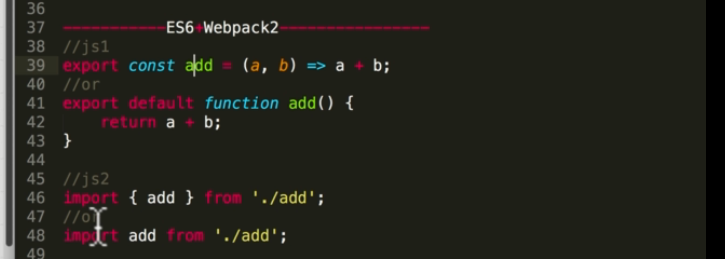 36
37 -----------ES6+Webpack2----------------
38 //js1
39 export const add = (a, b) => a + b;
40 //or
41 export default function add() {
42     return a + b;
43 }
44
45 //js2
46 import { add } from './add';
47 //or
48 import add from './add';
49